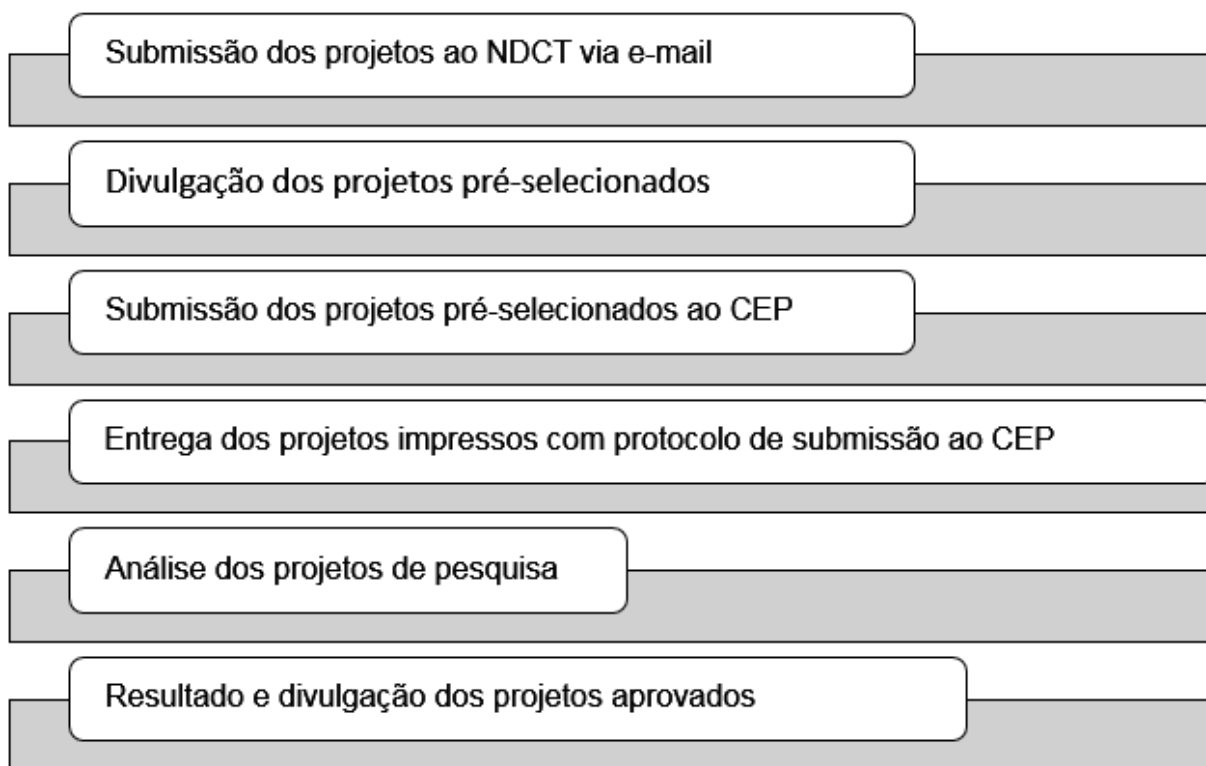 Submissão dos projetos ao NDCT via e-mail
Divulgação dos projetos pré-selecionados
Submissão dos projetos pré-selecionados ao CEP
Entrega dos projetos impressos com protocolo de submissão ao CEP
Análise dos projetos de pesquisa
Resultado e divulgação dos projetos aprovados